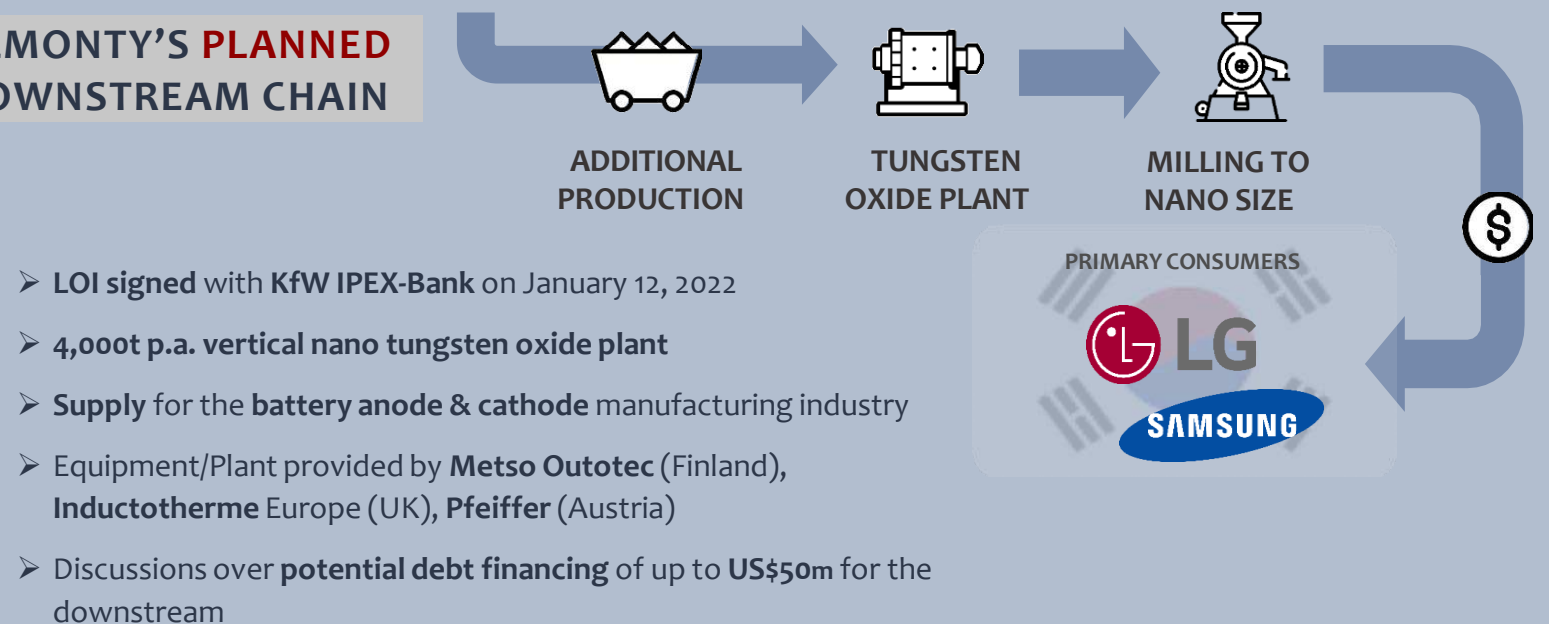 MONTY'S PLANNED
OWNSTREAM CHAIN
ADDITIONAL
PRODUCTION
TUNGSTEN
OXIDE PLANT
MILLING TO
NANO SIZE
$
PRIMARY CONSUMERS
LG
SAMSUNG
➢ LOI signed with KfW IPEX-Bank on January 12, 2022
➢ 4,000t p.a. vertical nano tungsten oxide plant
➢ Supply for the battery anode & cathode manufacturing industry
➢ Equipment/Plant provided by Metso Outotec (Finland),
Inductotherme Europe (UK), Pfeiffer (Austria)
➢ Discussions over potential debt financing of up to US$50m for the
downstream